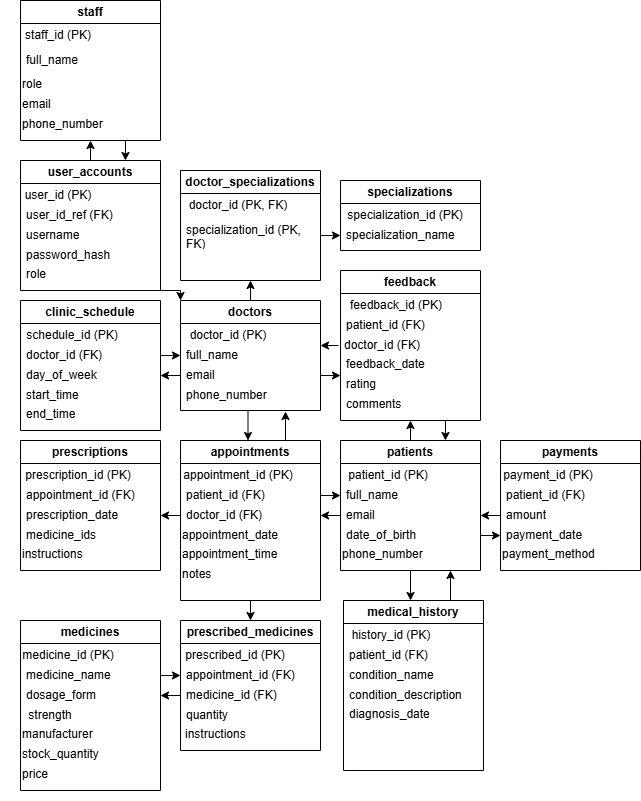 staff
staff_id (PK)
full_name
role
email
phone_number
user_accounts
user_id (PK)
user_id_ref (FK)
username
password_hash
role
doctor_specializations
doctor_id (PK, FK)
specialization_id (PK,
FK)
specializations
specialization_id (PK)
specialization_name
clinic_schedule
schedule_id (PK)
doctor_id (FK)
day_of_week
start_time
end_time
doctors
doctor_id (PK)
full_name
email
phone_number
feedback
feedback_id (PK)
patient_id (FK)
doctor_id (FK)
feedback_date
rating
comments
prescriptions
prescription_id (PK)
appointment_id (FK)
prescription_date
medicine_ids
instructions
appointments
appointment_id (PK)
patient_id (FK)
doctor_id (FK)
appointment_date
appointment_time
notes
patients
patient_id (PK)
full_name
email
date_of_birth
phone_number
payments
payment_id (PK)
patient_id (FK)
amount
payment_date
payment_method
medicines
medicine_id (PK)
medicine_name
dosage_form
strength
manufacturer
stock_quantity
price
prescribed_medicines
prescribed_id (PK)
appointment_id (FK)
medicine_id (FK)
quantity
instructions
medical_history
history_id (PK)
patient_id (FK)
condition_name
condition_description
diagnosis_date